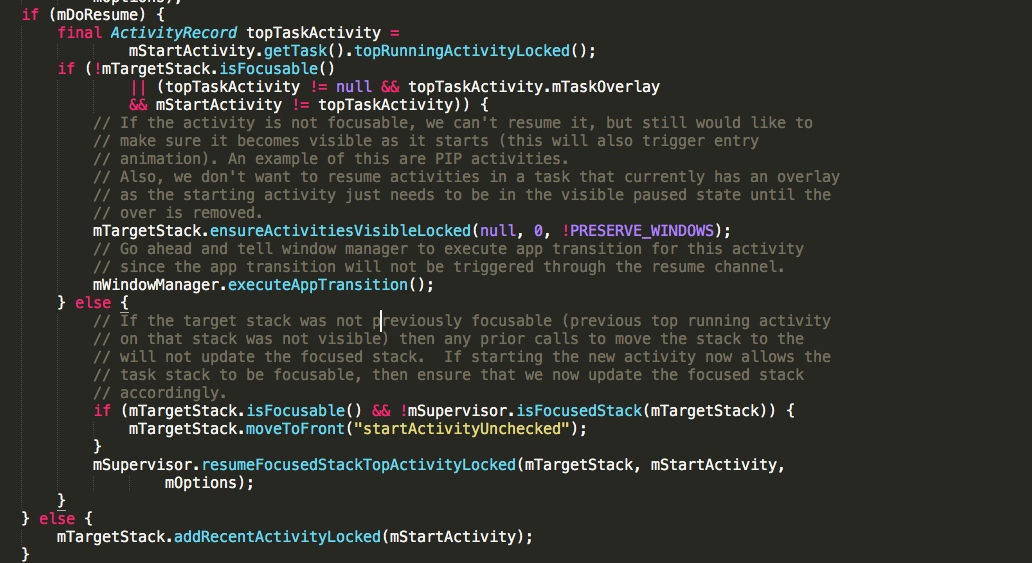 moptions);
if (mDoResume) {
final ActivityRecord topTaskActivity =
mStartActivity.getTask().topRunningActivityLocked();
if (!mTargetStack.isFocusable()
|| (topTaskActivity != null && topTaskActivity.mTaskOverlay
&& mStartActivity != topTaskActivity)) {
// If the activity is not focusable, we can't resume it, but still would like to
// make sure it becomes visible as it starts (this will also trigger entry
// animation). An example of this are PIP activities.
// Also, we don't want to resume activities in a task that currently has an overlay
// as the starting activity just needs to be in the visible paused state until the
// over is removed.
mTargetStack.ensureActivitiesVisibleLocked(null, 0, !PRESERVE_WINDOWS);
// Go ahead and tell window manager to execute app transition for this activity
// since the app transition will not be triggered through the resume channel.
mWindowManager.executeAppTransition();
} else {
// If the target stack was not previously focusable (previous top running activity
// on that stack was not visible) then any prior calls to move the stack to the
// will not update the focused stack.  If starting the new activity now allows the
// task stack to be focusable, then ensure that we now update the focused stack
// accordingly.
if (mTargetStack.isFocusable() && !mSupervisor.isFocusedStack(mTargetStack)) {
mTargetStack.moveToFront("startActivityUnchecked");
}
mSupervisor.resumeFocusedStackTopActivityLocked(mTargetStack, mStartActivity,
mOptions);
}
} else {
mTargetStack.addRecentActivityLocked(mStartActivity);
}